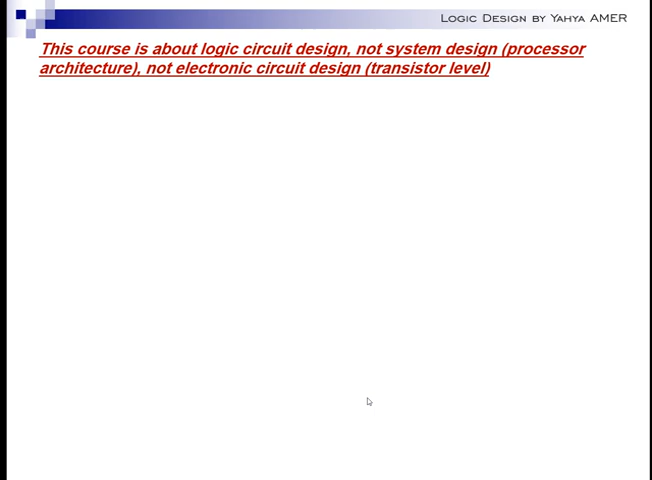 LOGIC DESIGN BY YAHYA AMER
This course is about logic circuit design, not system design (processor
architecture), not electronic circuit design (transistor level)